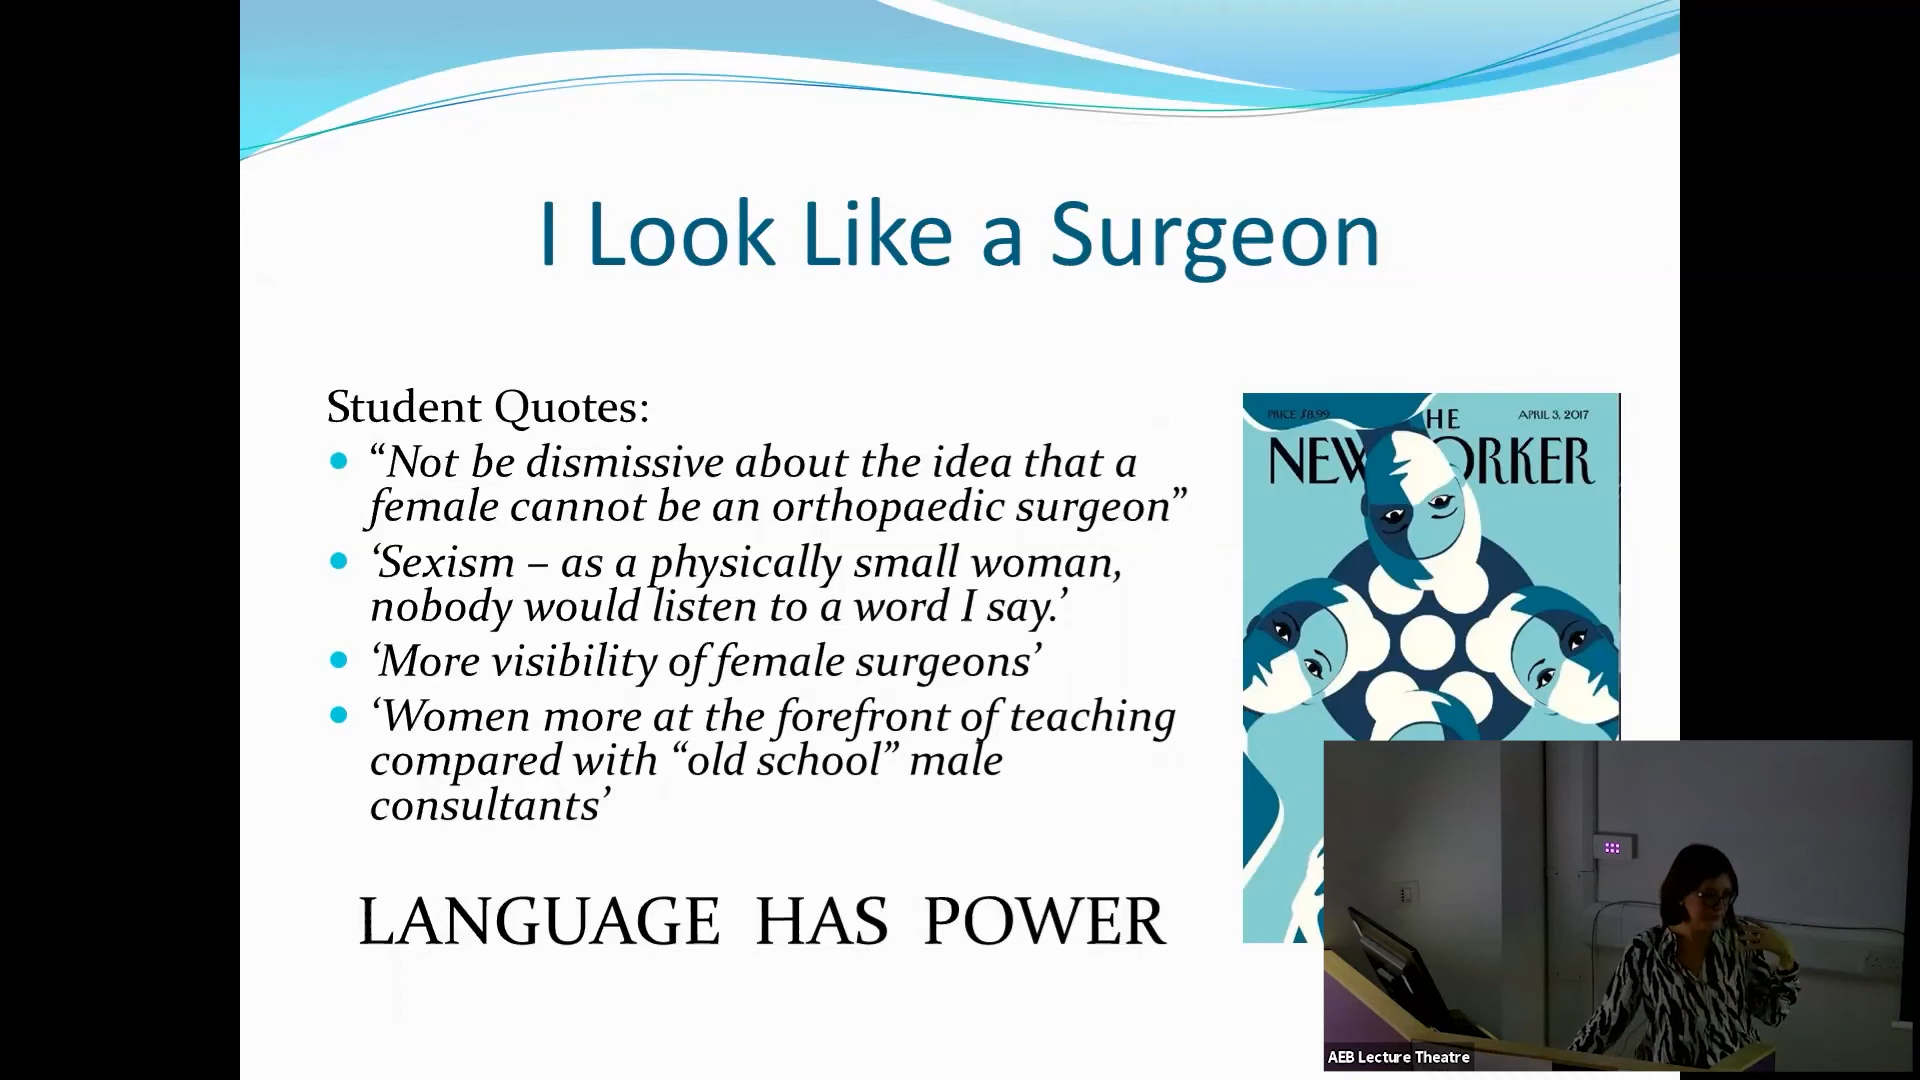 I Look Like a Surgeon
Student Quotes:
“Not be dismissive about the idea that a
female cannot be an orthopaedic surgeon”
‘Sexism – as a physically small woman,
nobody would listen to a word I say.’
‘More visibility of female surgeons’
‘Women more at the forefront of teaching
compared with “old school” male
consultants’
LANGUAGE HAS POWER
PRICE $8.99
HE
APRIL 3, 2017
NEW ORKER
AEB Lecture Theatre